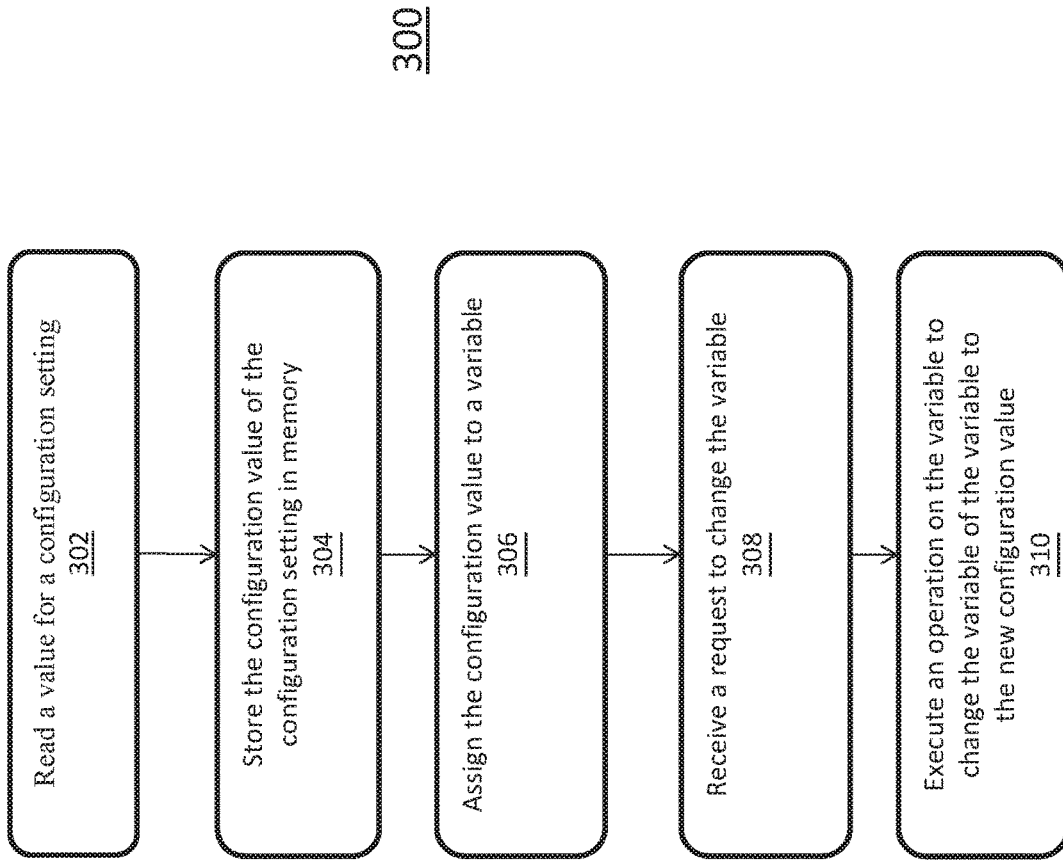 300
Read a value for a configuration setting
302
Store the configuration value of the
configuration setting in memory
304
Assign the configuration value to a variable
306
Receive a request to change the variable
308
Execute an operation on the variable to
change the variable of the variable to
the new configuration value
310